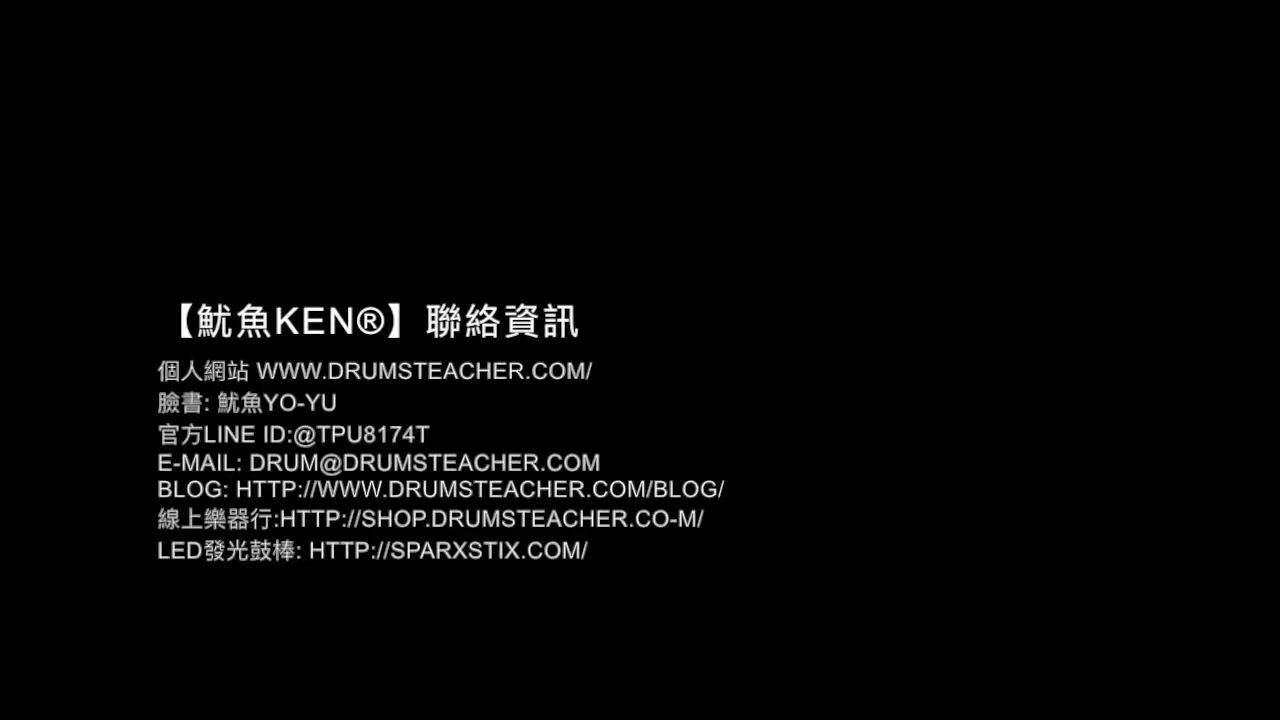 【魷魚KEN®】聯絡資訊
個人網站 WWW.DRUMSTEACHER.COM/
臉書: 魷魚YO-YU
官方LINE ID:@TPU8174T
E-MAIL: DRUM@DRUMSTEACHER.COM
BLOG: HTTP://WWW.DRUMSTEACHER.COM/BLOG/
線上樂器行:HTTP://SHOP.DRUMSTEACHER.CO-M/
LED發光鼓棒: HTTP://SPARXSTIX.COM/